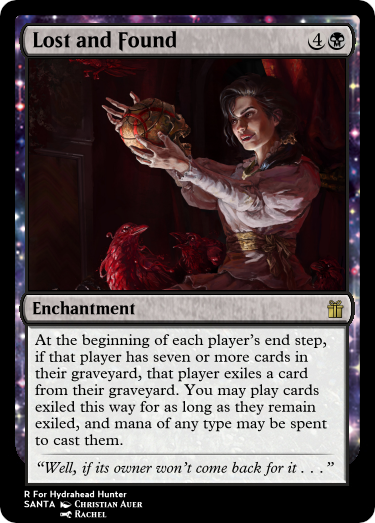 Lost and Found 4
Enchantment
At the beginning of each player's end step,
if that player has seven or more cards in
their graveyard, that player exiles a card
from their graveyard. You may play cards
exiled this way for as long as they remain
exiled, and mana of any type may be spent
to cast them.
“Well, if its owner won’t come back for it . . .”
R For Hydrahead Hunter
SANTA Christian Auer
Rachel